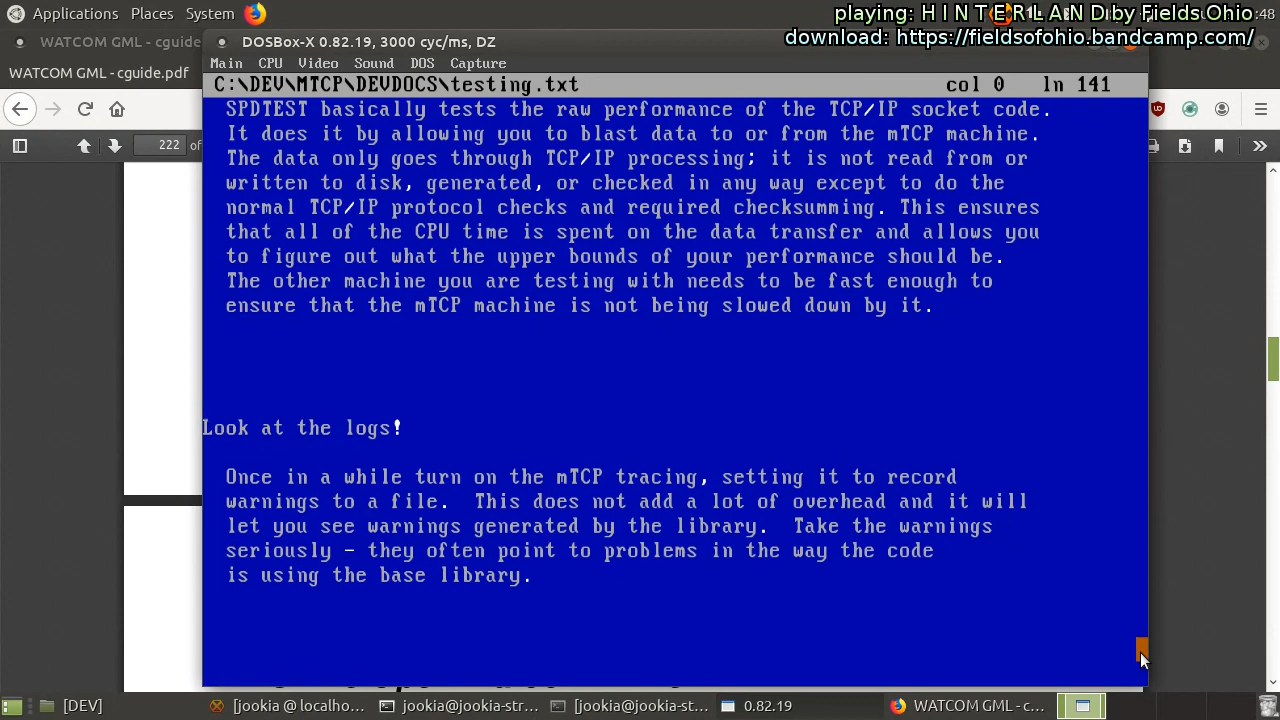 Applications Places System
playing: H I N T E R L A N D by Fields Ohio
:48
download: https://fieldsofohio.bandcamp.com/
WATCOM GML - cguide
DOSBox-X 0.82.19, 3000 cyc/ms, DZ
WATCOM GML - cguide.pdf
Main CPU Video Sound DOS Capture
C:\DEV\MTCP\DEVDOCS\testing.txt col 0 ln 141
222 of
SPDTEST basically tests the raw performance of the TCP/IP socket code.
It does it by allowing you to blast data to or from the mTCP machine.
The data only goes through TCP/IP processing; it is not read from or
written to disk, generated, or checked in any way except to do the
normal TCP/IP protocol checks and required checksumming. This ensures
that all of the CPU time is spent on the data transfer and allows you
to figure out what the upper bounds of your performance should be.
The other machine you are testing with needs to be fast enough to
ensure that the mTCP machine is not being slowed down by it.
Look at the logs!
Once in a while turn on the mTCP tracing, setting it to record
warnings to a file.  This does not add a lot of overhead and it will
let you see warnings generated by the library.  Take the warnings
seriously - they often point to problems in the way the code
is using the base library.
[DEV] [jookia @ localho... jookia@jookia-str... [jookia@jookia-st... 0.82.19 WATCOM GML - c...